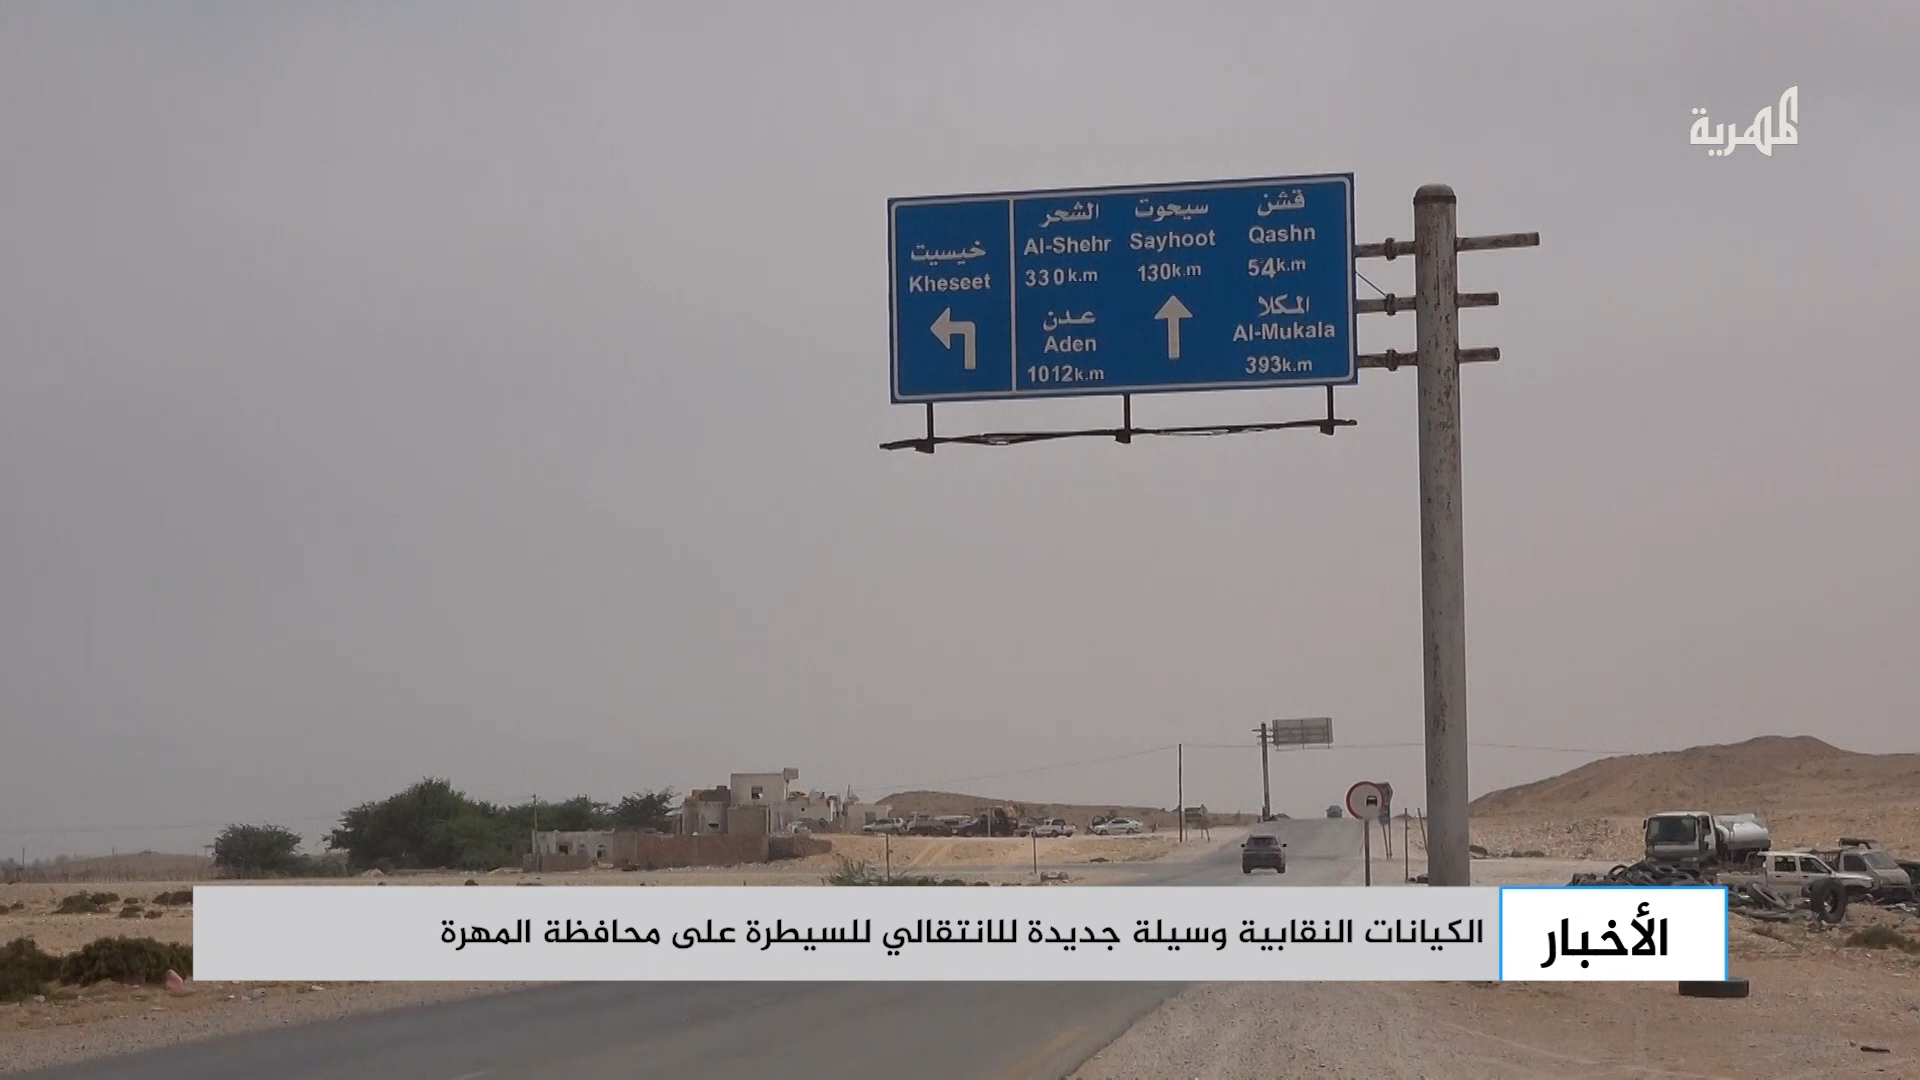 المهرية
قشن
Qashn
54k.m
المكلا
Al-Mukala
393k.m
سيحوت
Sayhoot
130k.m
الشحر
Al-Shehr
330k.m
عدن
Aden
1012k.m
خيسيت
Kheseet
الأخبار
الكيانات النقابية وسيلة جديدة للانتقالي للسيطرة على محافظة المهرة